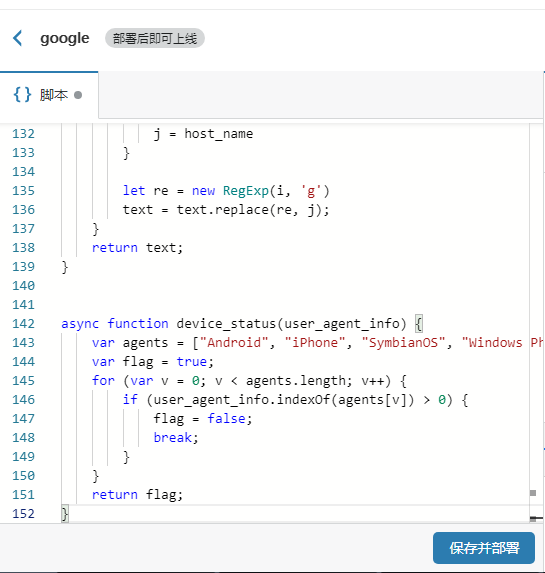 google 部署后即可上线
{} 脚本
132 j = host_name
133 }
134
135 let re = new RegExp(i, 'g')
136 text = text.replace(re, j);
137 }
138 return text;
139 }
140
141
142 async function device_status(user_agent_info) {
143 var agents = ["Android", "iPhone", "SymbianOS", "Windows Ph
144 var flag = true;
145 for (var v = 0; v < agents.length; v++) {
146 if (user_agent_info.indexOf(agents[v]) > 0) {
147 flag = false;
148 break;
149 }
150 }
151 return flag;
152 }
保存并部署